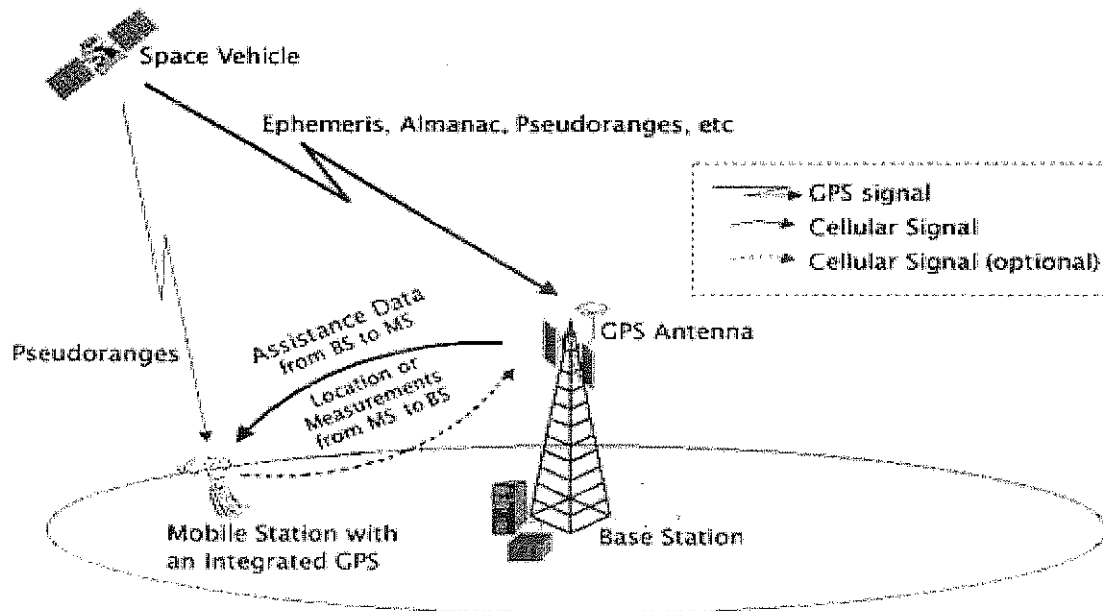 Space Vehicle
Ephemeris, Almanac, Pseudoranges, etc
GPS signal
Cellular Signal
Cellular Signal (optional)
GPS Antenna
Assistance Data
from BS to MS
Pseudoranges
Location or
Measurements
from MS to BS
Mobile Station with
an Integrated GPS
Base Station